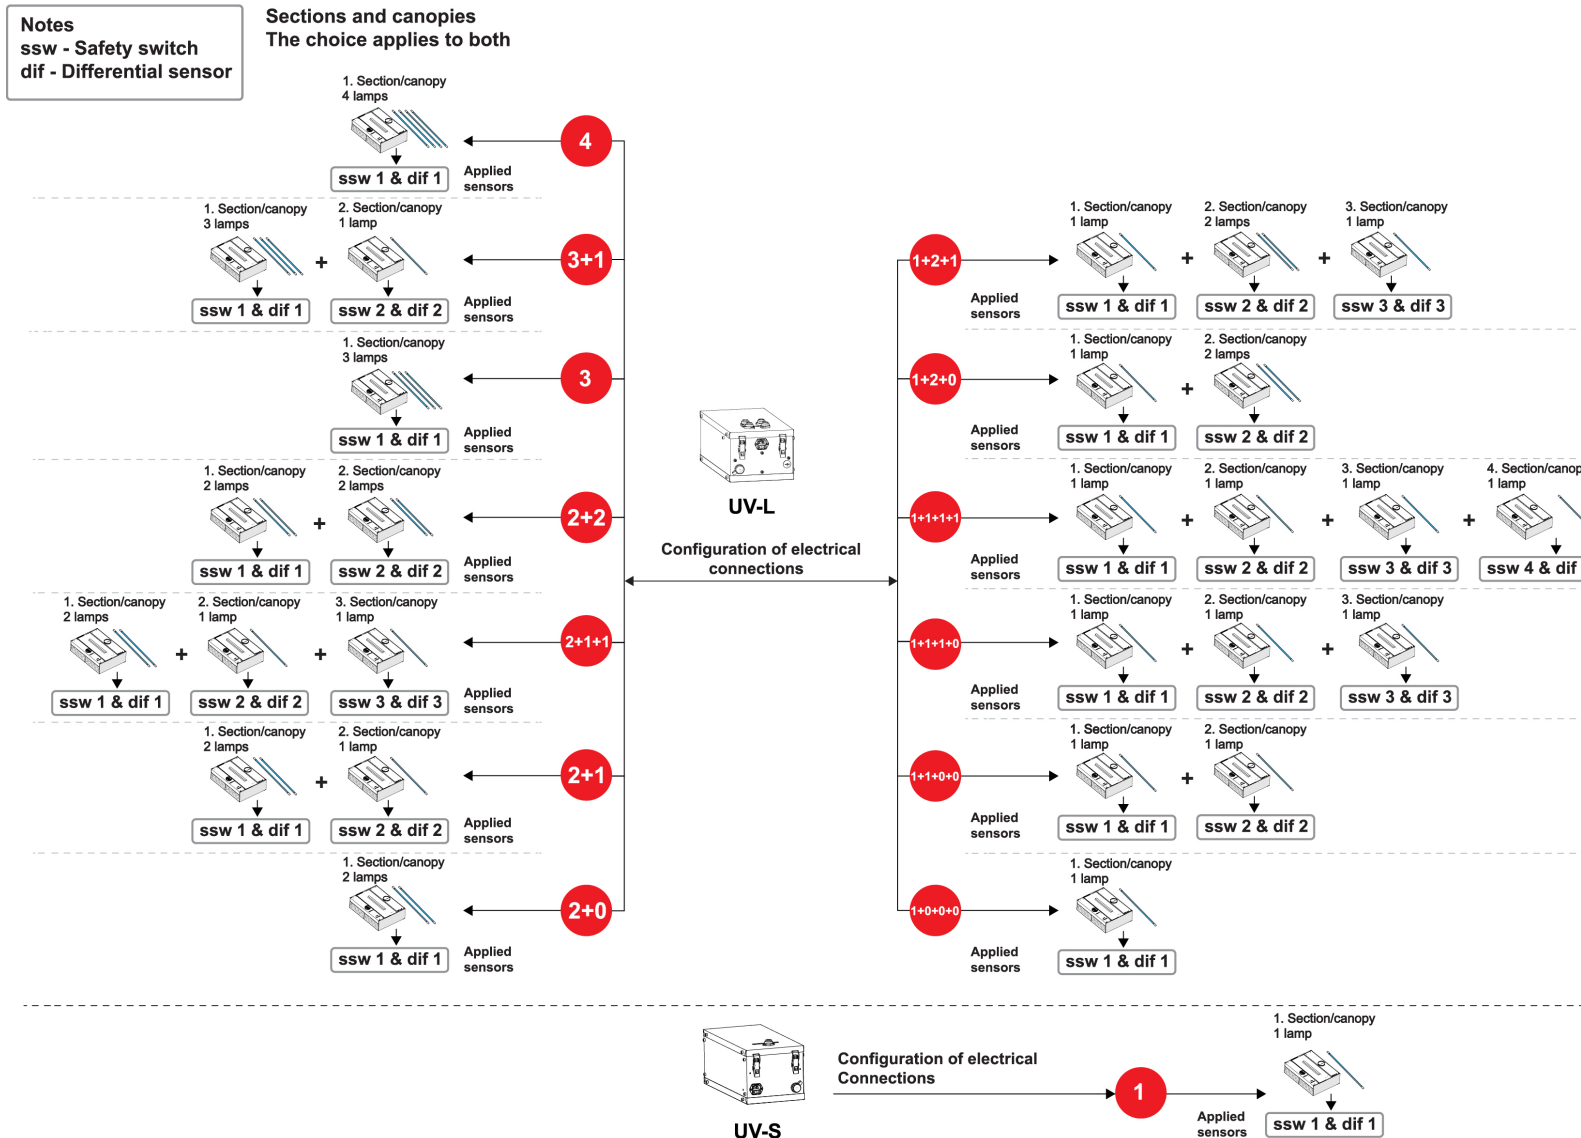 Notes
ssw - Safety switch
dif - Differential sensor
Sections and canopies
The choice applies to both
1. Section/canopy
4 lamps
4
ssw 1 & dif 1
Applied
sensors
1. Section/canopy
3 lamps
+
2. Section/canopy
1 lamp
3+1
ssw 1 & dif 1
ssw 2 & dif 2
Applied
sensors
1. Section/canopy
3 lamps
3
ssw 1 & dif 1
Applied
sensors
1. Section/canopy
2 lamps
+
2. Section/canopy
2 lamps
2+2
ssw 1 & dif 1
ssw 2 & dif 2
Applied
sensors
1. Section/canopy
2 lamps
+
2. Section/canopy
1 lamp
+
3. Section/canopy
1 lamp
2+1+1
ssw 1 & dif 1
ssw 2 & dif 2
ssw 3 & dif 3
Applied
sensors
1. Section/canopy
2 lamps
+
2. Section/canopy
1 lamp
2+1
ssw 1 & dif 1
ssw 2 & dif 2
Applied
sensors
1. Section/canopy
2 lamps
2+0
ssw 1 & dif 1
Applied
sensors
UV-L
Configuration of electrical
connections
1+2+1
1. Section/canopy
1 lamp
+
2. Section/canopy
2 lamps
+
3. Section/canopy
1 lamp
Applied
sensors
ssw 1 & dif 1
ssw 2 & dif 2
ssw 3 & dif 3
1+2+0
1. Section/canopy
1 lamp
+
2. Section/canopy
2 lamps
Applied
sensors
ssw 1 & dif 1
ssw 2 & dif 2
1+1+1+1
1. Section/canopy
1 lamp
+
2. Section/canopy
1 lamp
+
3. Section/canopy
1 lamp
+
4. Section/canop
1 lamp
Applied
sensors
ssw 1 & dif 1
ssw 2 & dif 2
ssw 3 & dif 3
ssw 4 & dif
1+1+1+0
1. Section/canopy
1 lamp
+
2. Section/canopy
1 lamp
+
3. Section/canopy
1 lamp
Applied
sensors
ssw 1 & dif 1
ssw 2 & dif 2
ssw 3 & dif 3
1+1+0+0
1. Section/canopy
1 lamp
+
2. Section/canopy
1 lamp
Applied
sensors
ssw 1 & dif 1
ssw 2 & dif 2
1+0+0+0
1. Section/canopy
1 lamp
Applied
sensors
ssw 1 & dif 1
UV-S
Configuration of electrical
Connections
1
1. Section/canopy
1 lamp
Applied
sensors
ssw 1 & dif 1